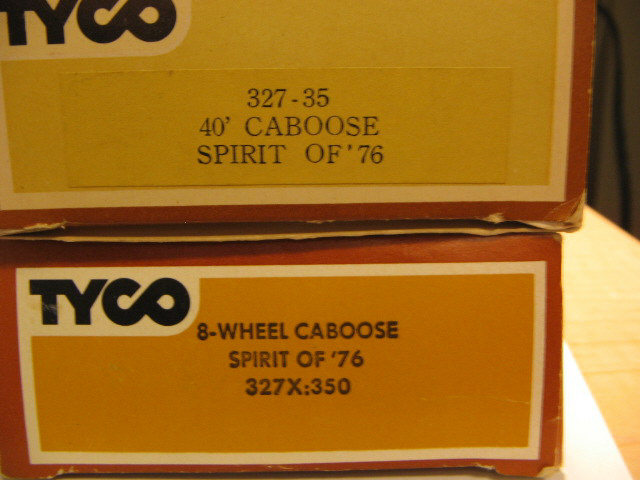 TYCO
327-35
40' CABOOSE
SPIRIT OF '76
TYCO
8-WHEEL CABOOSE
SPIRIT OF '76
327X:350